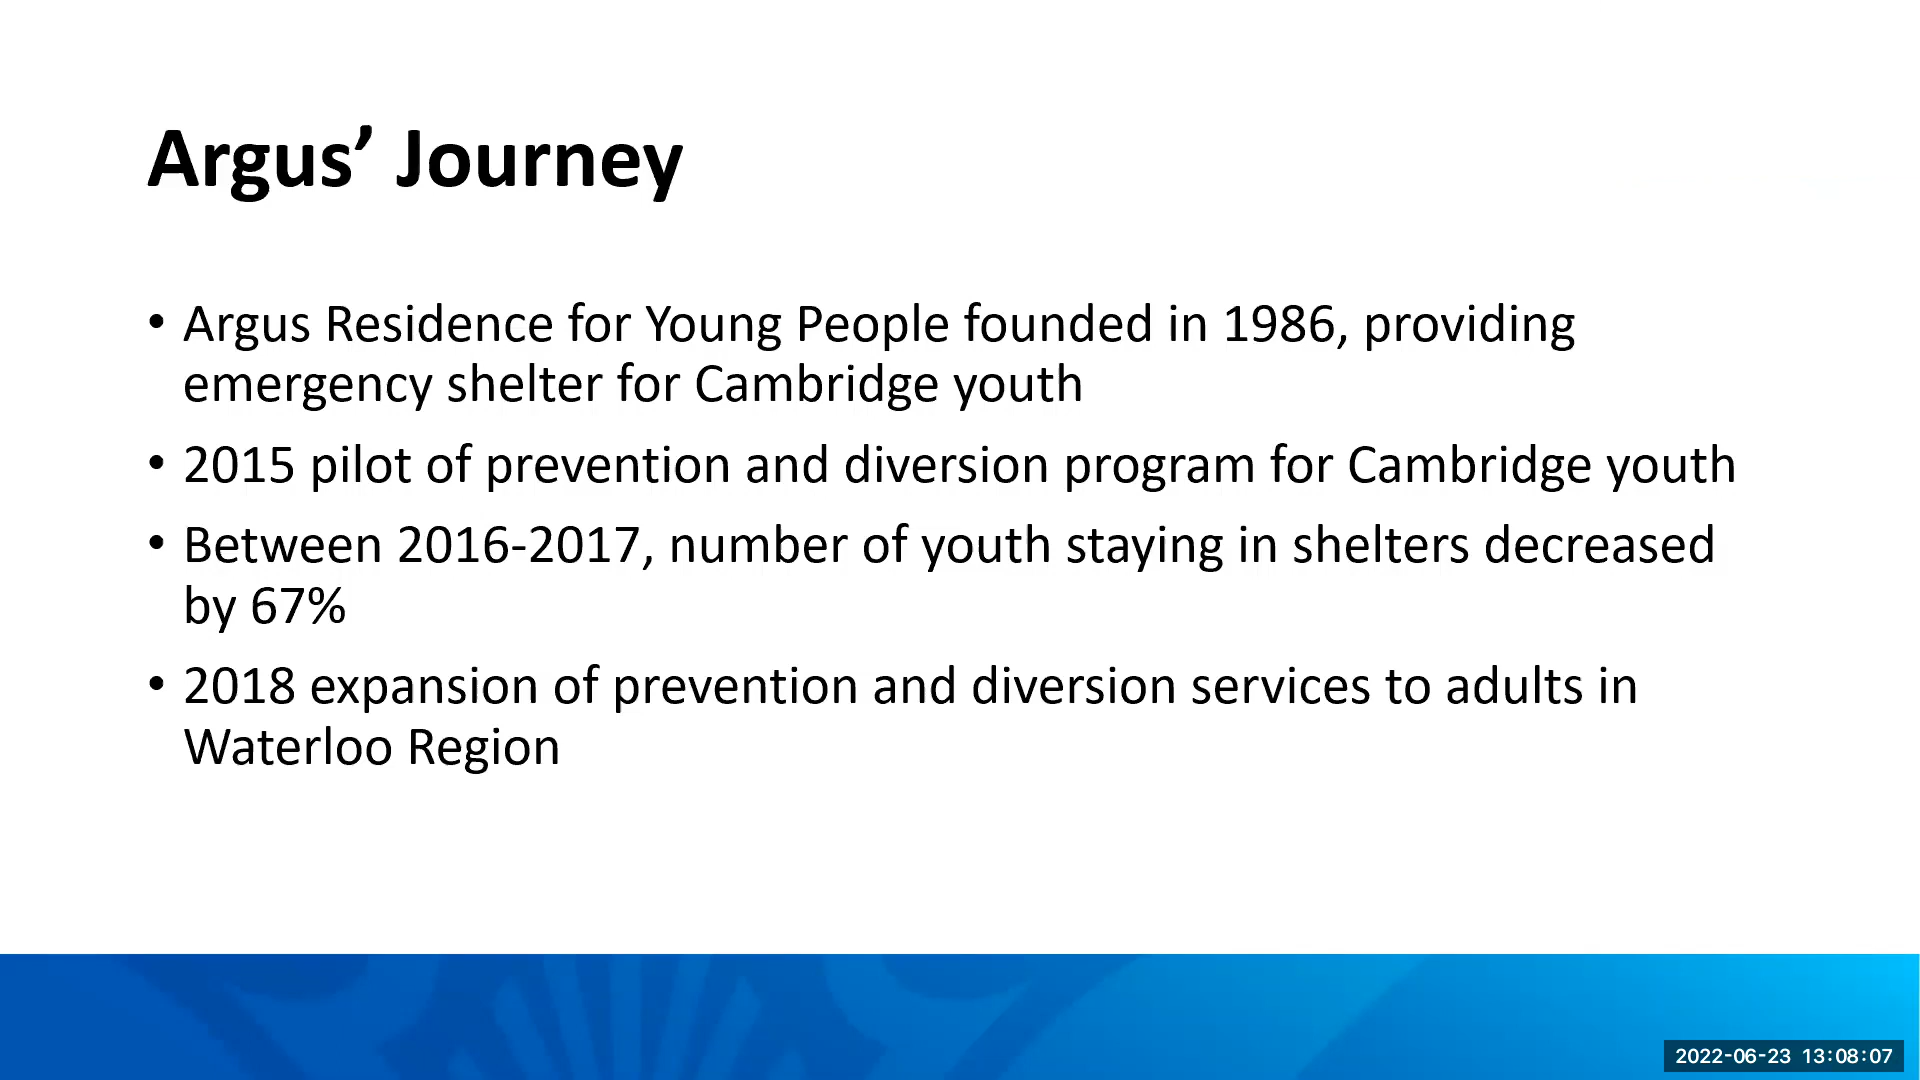 Argus’ Journey
• Argus Residence for Young People founded in 1986, providing
emergency shelter for Cambridge youth
• 2015 pilot of prevention and diversion program for Cambridge youth
• Between 2016-2017, number of youth staying in shelters decreased
by 67%
• 2018 expansion of prevention and diversion services to adults in
Waterloo Region
2022-06-23 13:08:07